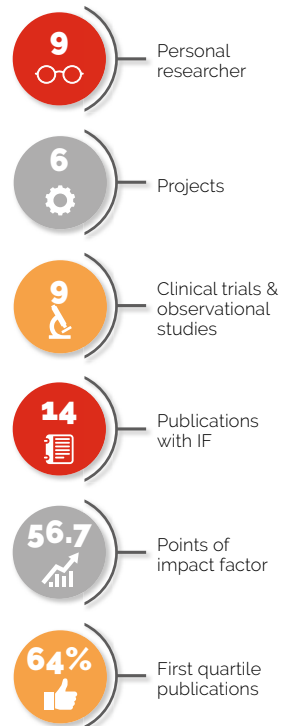 9
Personal
researcher
6
Projects
9
Clinical trials &
observational
studies
14
Publications
with IF
56.7
Points of
impact factor
64%
First quartile
publications